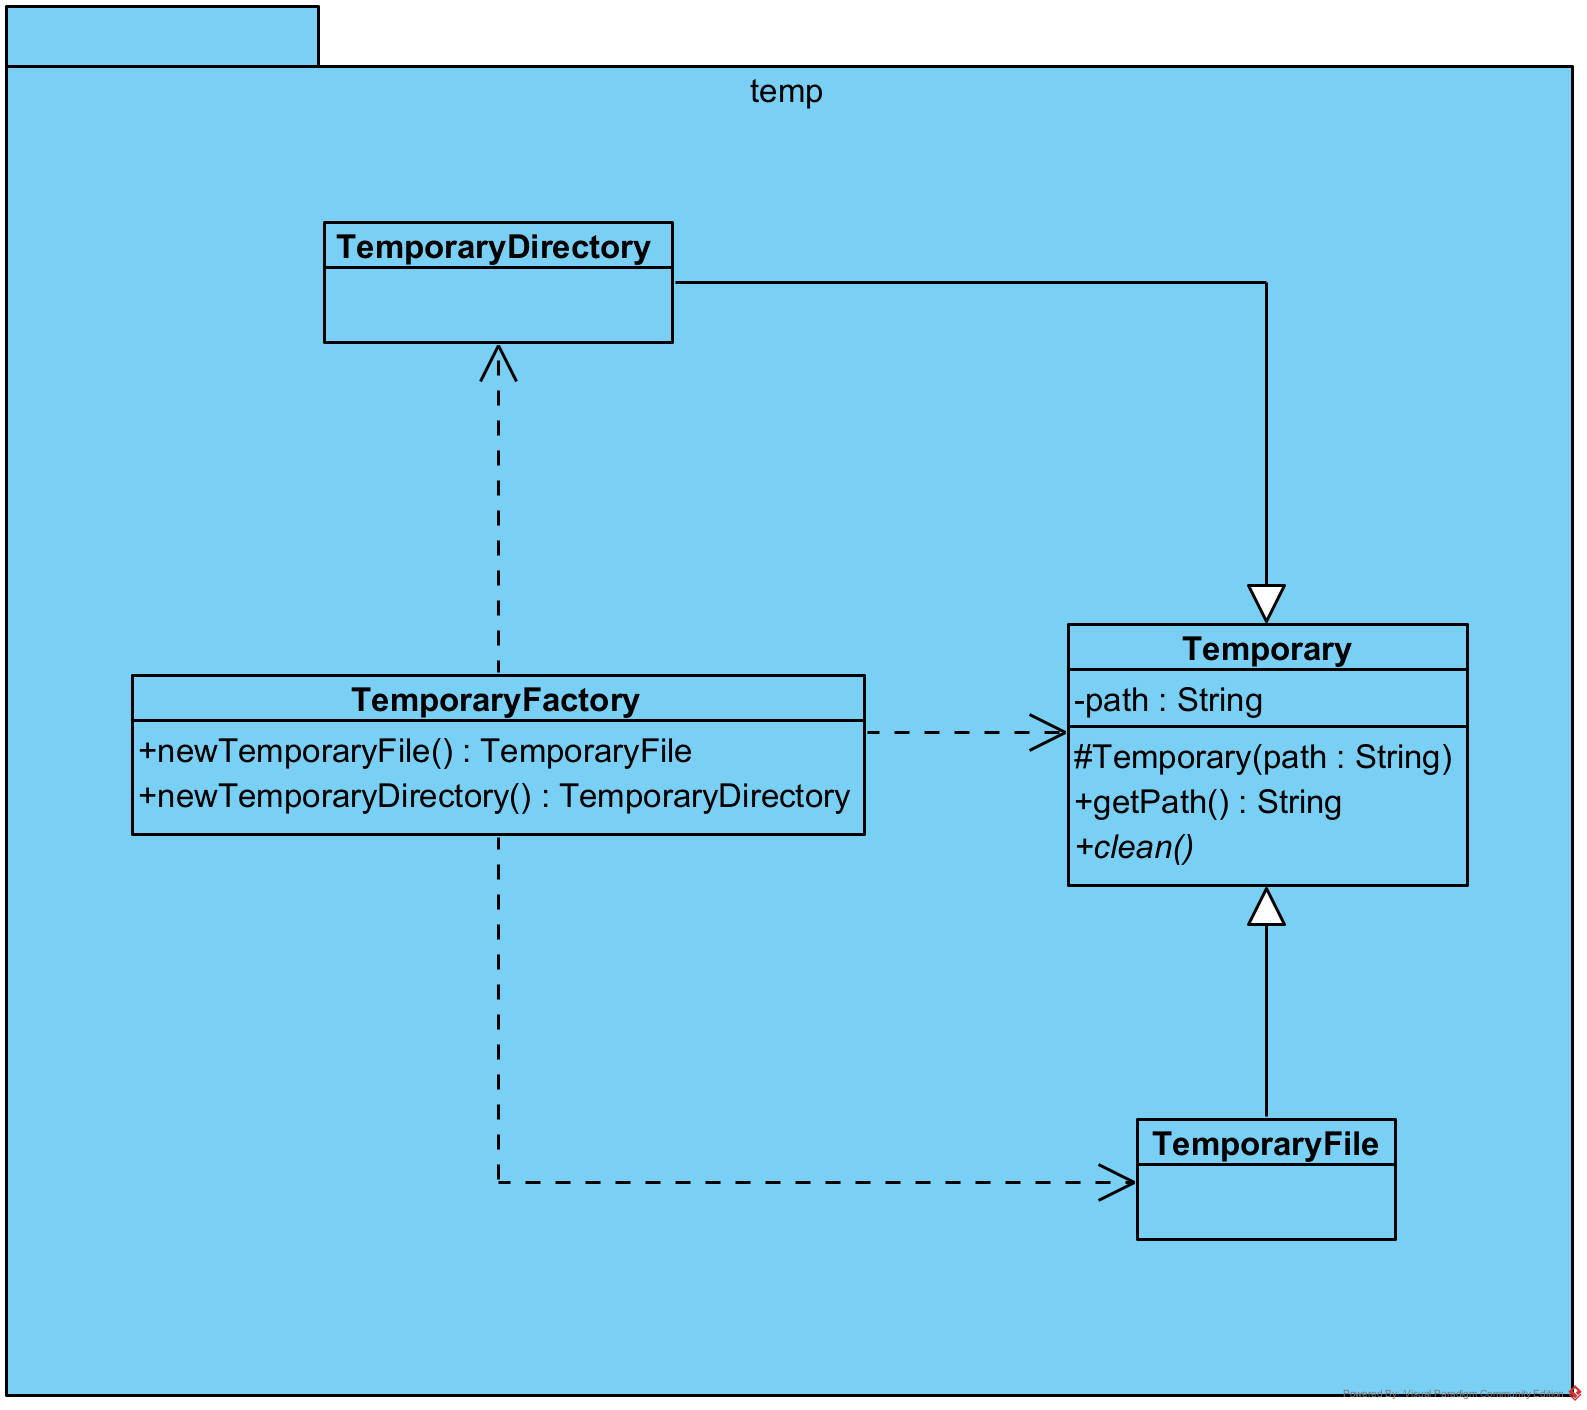 temp
TemporaryDirectory
TemporaryFactory
+newTemporaryFile() : TemporaryFile
+newTemporaryDirectory() : TemporaryDirectory
Temporary
-path : String
#Temporary(path : String)
+getPath() : String
+clean()
TemporaryFile
Powered By Visual Paradigm Community Edition